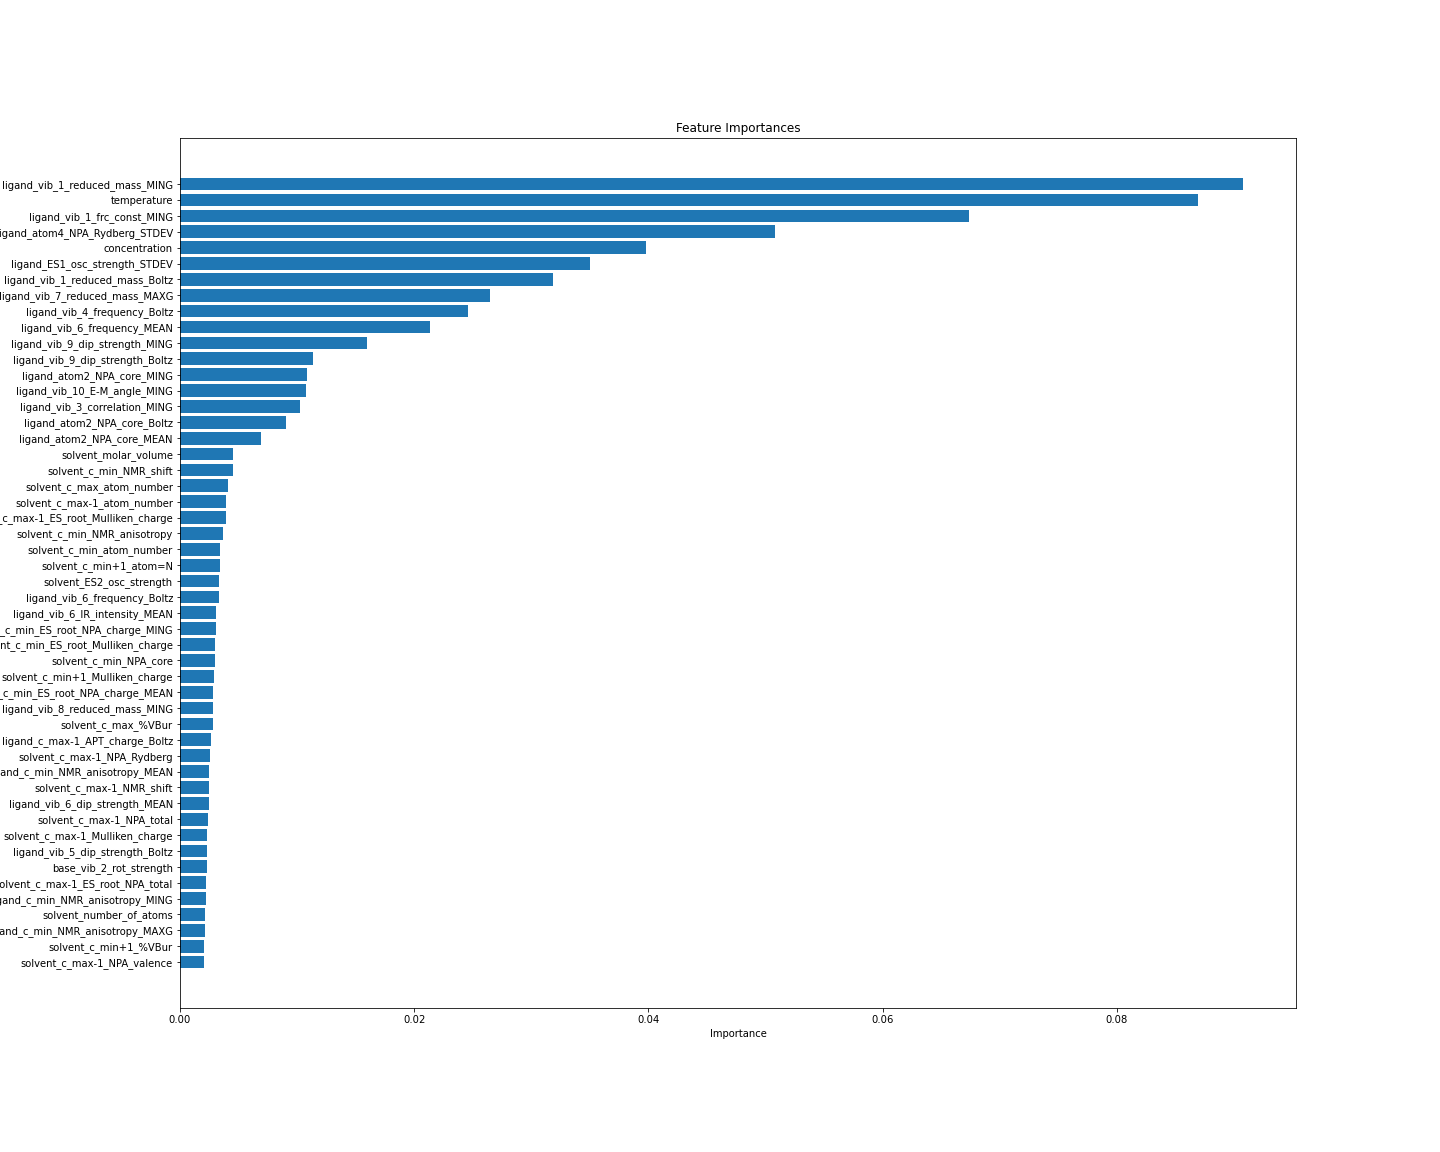 Feature Importances
ligand_vib_1_reduced_mass_MING
temperature
ligand_vib_1_frc_const_MING
igand_atom4_NPA_Rydberg_STDEV
concentration
ligand_ES1_osc_strength_STDEV
ligand_vib_1_reduced_mass_Boltz
ligand_vib_7_reduced_mass_MAXG
ligand_vib_4_frequency_Boltz
ligand_vib_6_frequency_MEAN
ligand_vib_9_dip_strength_MING
ligand_vib_9_dip_strength_Boltz
ligand_atom2_NPA_core_MING
ligand_vib_10_E-M_angle_MING
ligand_vib_3_correlation_MING
ligand_atom2_NPA_core_Boltz
ligand_atom2_NPA_core_MEAN
solvent_molar_volume
solvent_c_min_NMR_shift
solvent_c_max_atom_number
solvent_c_max-1_atom_number
_c_max-1_ES_root_Mulliken_charge
solvent_c_min_NMR_anisotropy
solvent_c_min_atom_number
solvent_c_min+1_atom=N
solvent_ES2_osc_strength
ligand_vib_6_frequency_Boltz
ligand_vib_6_IR_intensity_MEAN
_c_min_ES_root_NPA_charge_MING
nt_c_min_ES_root_Mulliken_charge
solvent_c_min_NPA_core
solvent_c_min+1_Mulliken_charge
_c_min_ES_root_NPA_charge_MEAN
ligand_vib_8_reduced_mass_MING
solvent_c_max_%VBur
ligand_c_max-1_APT_charge_Boltz
solvent_c_max-1_NPA_Rydberg
and_c_min_NMR_anisotropy_MEAN
solvent_c_max-1_NMR_shift
ligand_vib_6_dip_strength_MEAN
solvent_c_max-1_NPA_total
solvent_c_max-1_Mulliken_charge
ligand_vib_5_dip_strength_Boltz
base_vib_2_rot_strength
olvent_c_max-1_ES_root_NPA_total
gand_c_min_NMR_anisotropy_MING
solvent_number_of_atoms
and_c_min_NMR_anisotropy_MAXG
solvent_c_min+1_%VBur
solvent_c_max-1_NPA_valence
0.00 0.02 0.04 0.06 0.08
Importance